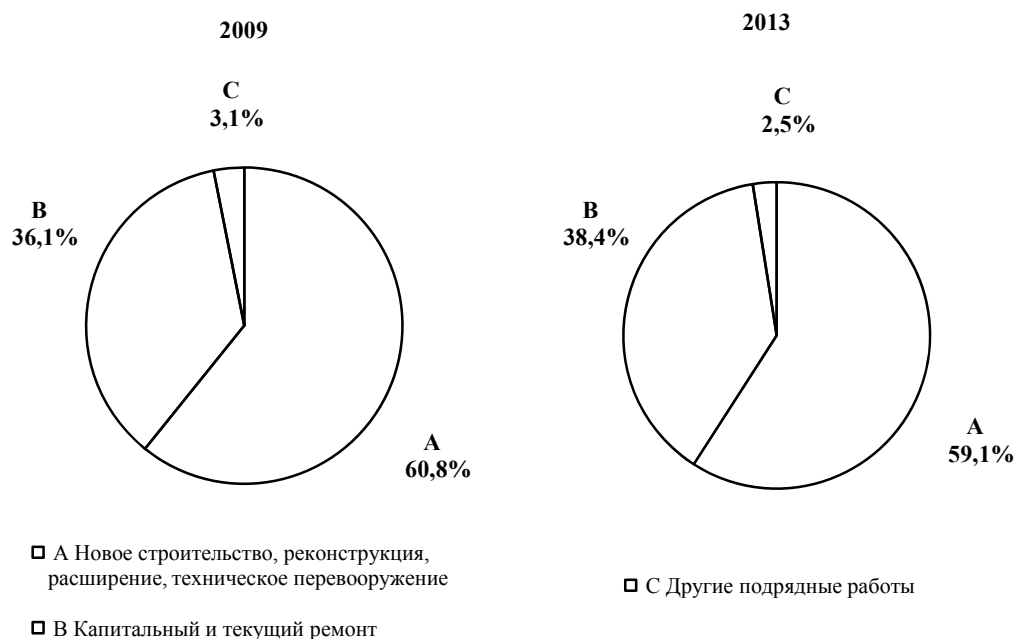 2009
C
3,1%
B
36,1%
A
60,8%
2013
C
2,5%
B
38,4%
A
59,1%
А Новое строительство, реконструкция,
расширение, техническое перевооружение
В Капитальный и текущий ремонт
С Другие подрядные работы